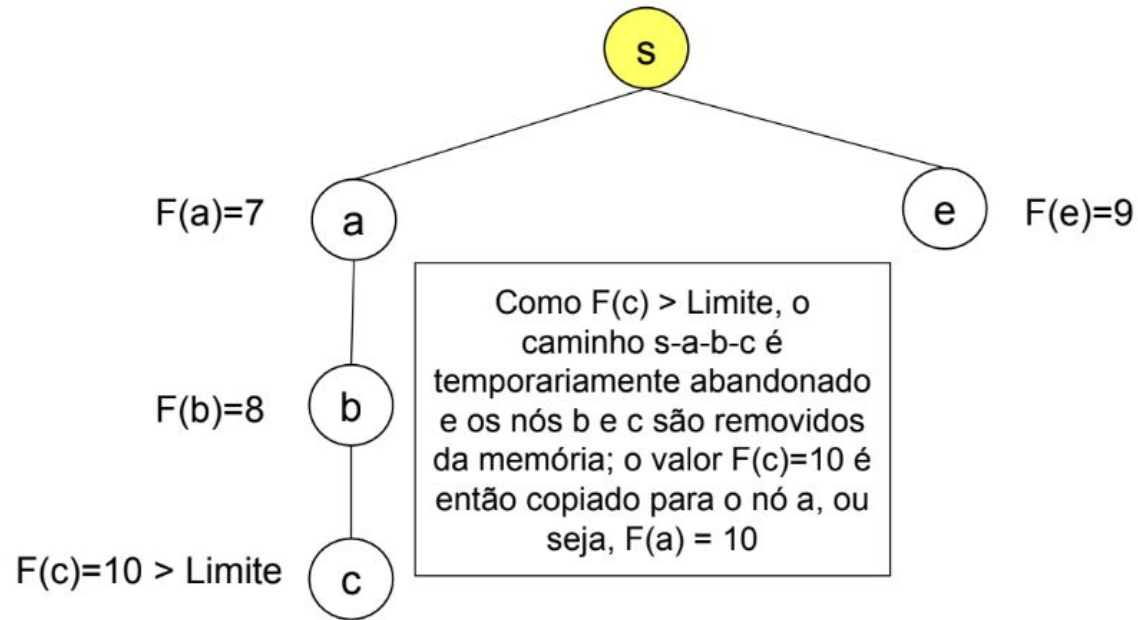 s
F(a)=7
a
e
F(e)=9
Como F(c) > Limite, o
caminho s-a-b-c é
temporariamente abandonado
e os nós b e c são removidos
da memória; o valor F(c)=10 é
então copiado para o nó a, ou
seja, F(a) = 10
F(b)=8
b
F(c)=10 > Limite
c